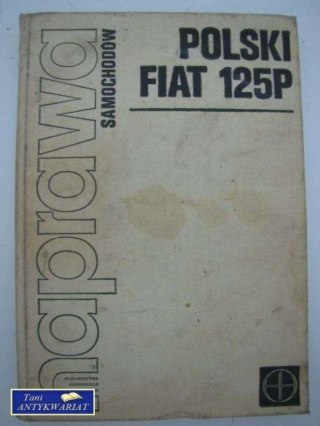 naprawa
SAMOCHODÓW
POLSKI
FIAT 125P
WYDAWNICTWA
KOMUNIKACJI
Tani
ANTYKWARIAT